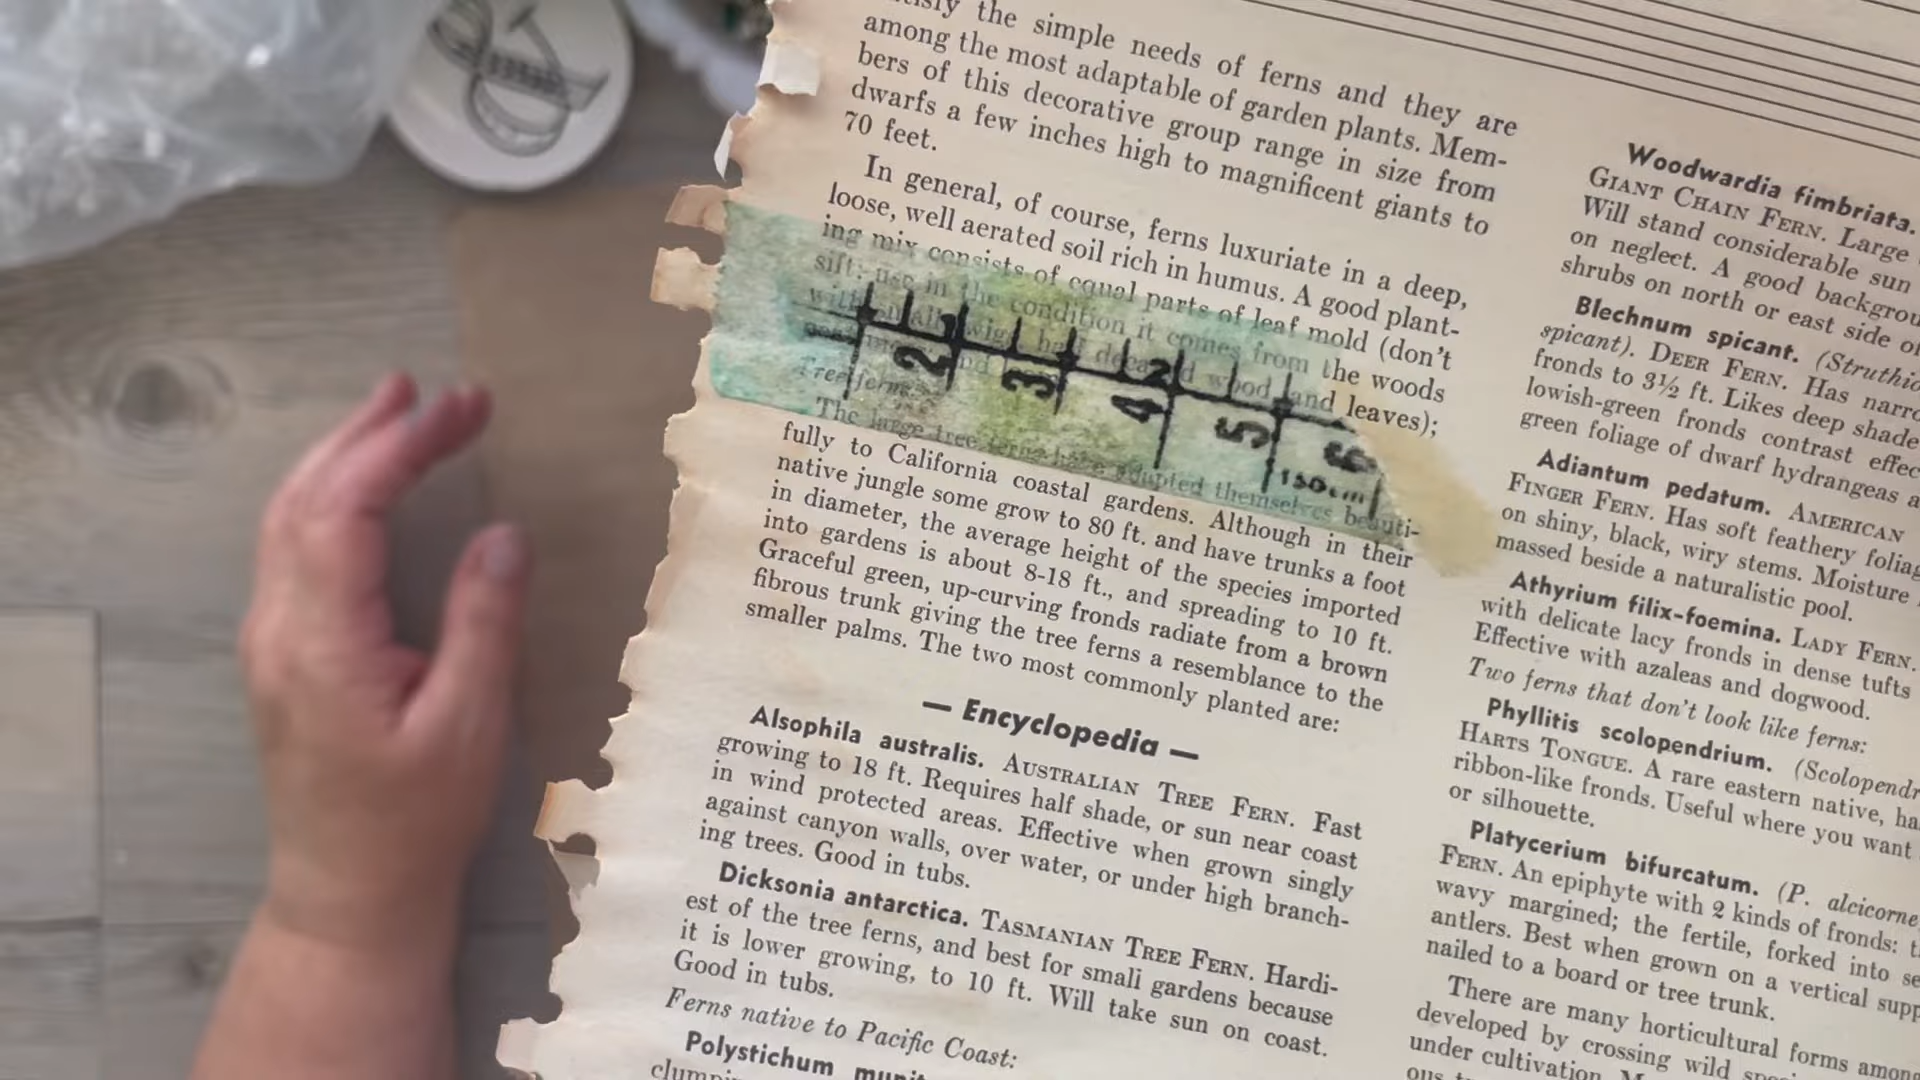 the simple needs of ferns and they are
among the most adaptable of garden plants. Mem-
bers of this decorative group range in size from
dwarfs a few inches high to magnificent giants to
70 feet.
In general, of course, ferns luxuriate in a deep,
loose, well aerated soil rich in humus. A good plant-
ing mix consists of equal parts of leaf mold (don't
sift; use in the condition it comes from the woods
with small twigs, half decayed wood and leaves);
Tree ferns
The large tree ferns have adapted themselves beauti-
fully to California coastal gardens. Although in their
native jungle some grow to 80 ft. and have trunks a foot
in diameter, the average height of the species imported
into gardens is about 8-18 ft., and spreading to 10 ft.
Graceful green, up-curving fronds radiate from a brown
fibrous trunk giving the tree ferns a resemblance to the
smaller palms. The two most commonly planted are:
— Encyclopedia —
Alsophila australis. AUSTRALIAN TREE FERN. Fast
growing to 18 ft. Requires half shade, or sun near coast
in wind protected areas. Effective when grown singly
against canyon walls, over water, or under high branch-
ing trees. Good in tubs.
Dicksonia antarctica. TASMANIAN TREE FERN. Hardi-
est of the tree ferns, and best for small gardens because
it is lower growing, to 10 ft. Will take sun on coast.
Good in tubs.
Ferns native to Pacific Coast:
Polystichum
2 3 4 5 6
150cm
Woodwardia fimbriata.
GIANT CHAIN FERN. Large
Will stand considerable sun
on neglect. A good
shrubs on north or east side
Blechnum spicant.
spicant). DEER FERN. Has
fronds to 3½ ft. Likes deep shade
lowish-green fronds contrast
green foliage of dwarf hydrangeas
Adiantum pedatum. AMERICAN
FINGER FERN. Has soft feathery
on shiny, black, wiry stems. Moisture
massed beside a naturalistic pool.
Athyrium filix-foemina. LADY FERN.
with delicate lacy fronds in dense tufts
Effective with azaleas and dogwood.
Two ferns that don't look like ferns:
Phyllitis scolopendrium.
HARTS TONGUE. A rare eastern native,
ribbon-like fronds. Useful where you want
or silhouette.
Platycerium bifurcatum. (P.
FERN. An epiphyte with 2 kinds of fronds:
wavy margined; the fertile, forked into
antlers. Best when grown on a vertical
nailed to a board or tree trunk.
There are many horticultural forms
developed by crossing wild
under cultivation.